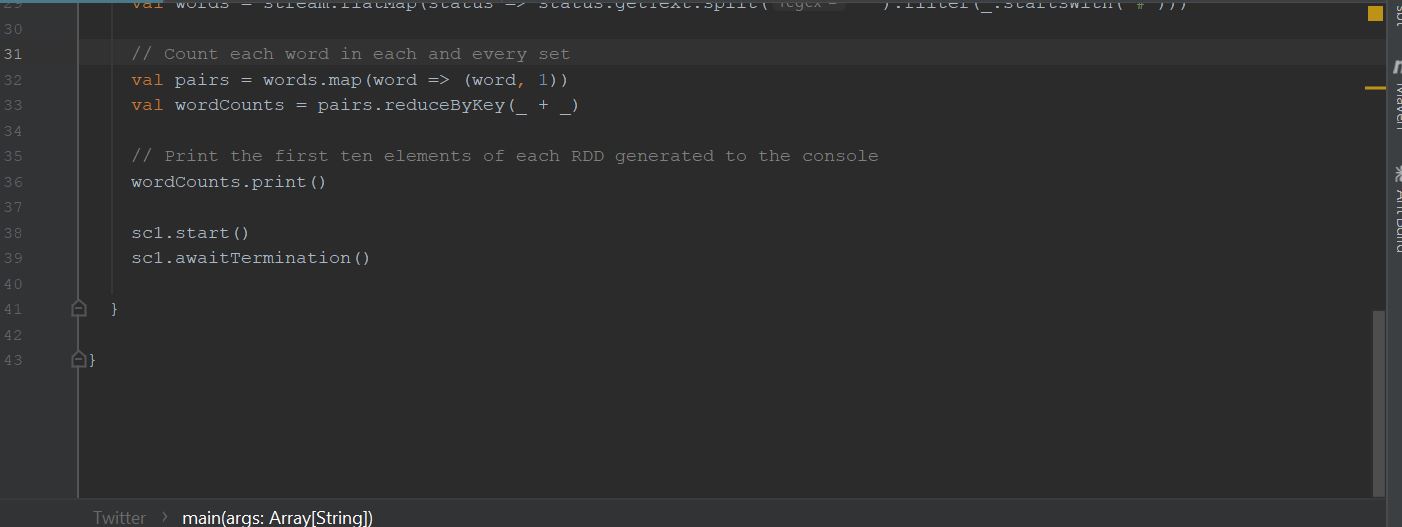 29 val words = stream.flatMap(status => status.getText.split( regex = " ").filter(_.startsWith("#")))
30
31 // Count each word in each and every set
32 val pairs = words.map(word => (word, 1))
33 val wordCounts = pairs.reduceByKey(_ + _)
34
35 // Print the first ten elements of each RDD generated to the console
36 wordCounts.print()
37
38 sc1.start()
39 sc1.awaitTermination()
40
41 }
42
43 }
Twitter > main(args: Array[String])
sbt
m Maven
Ant Build